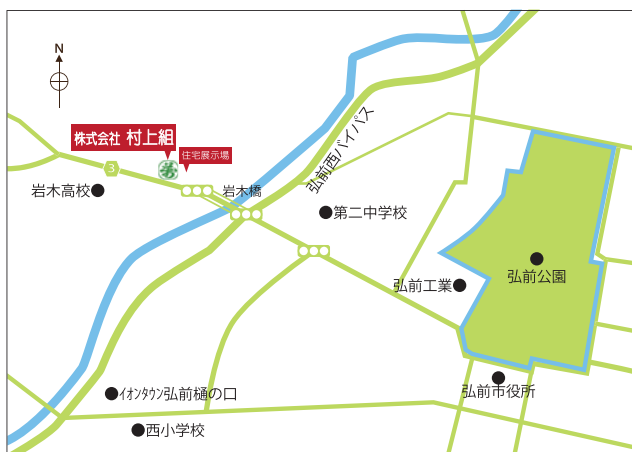 N
株式会社 村上組
住宅展示場
3
岩木高校
岩木橋
弘前西バイパス
第二中学校
弘前公園
弘前工業
弘前市役所
イオンタウン弘前樋の口
西小学校